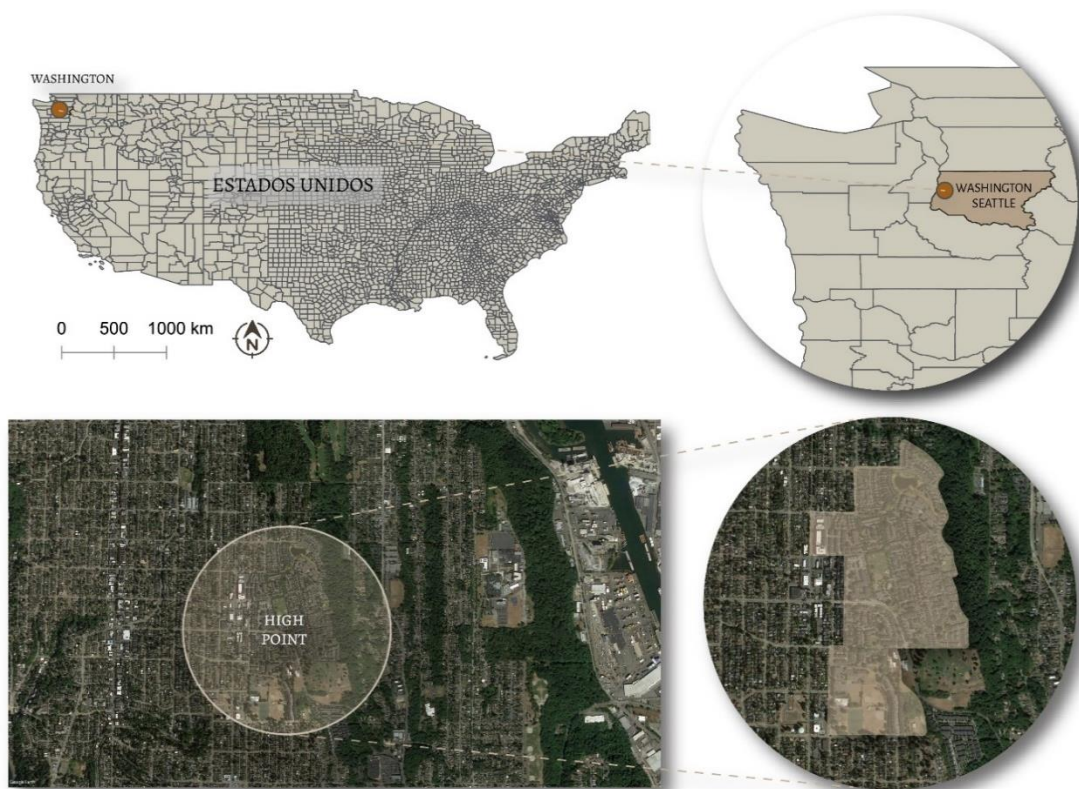 WASHINGTON
ESTADOS UNIDOS
WASHINGTON
SEATTLE
0 500 1000 km
N
HIGH
POINT